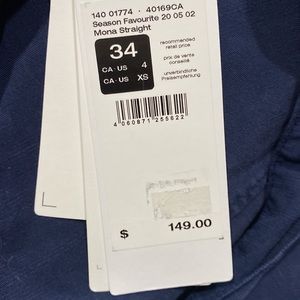 140 01774 · 40169CA
Season Favourite 20 05 02
Mona Straight
34
CA · US 4
CA · US XS
recommended
retail price
prix de vente
conseillé
unverbindliche
Preisempfehlung
4 060871 255622
$ 149.00